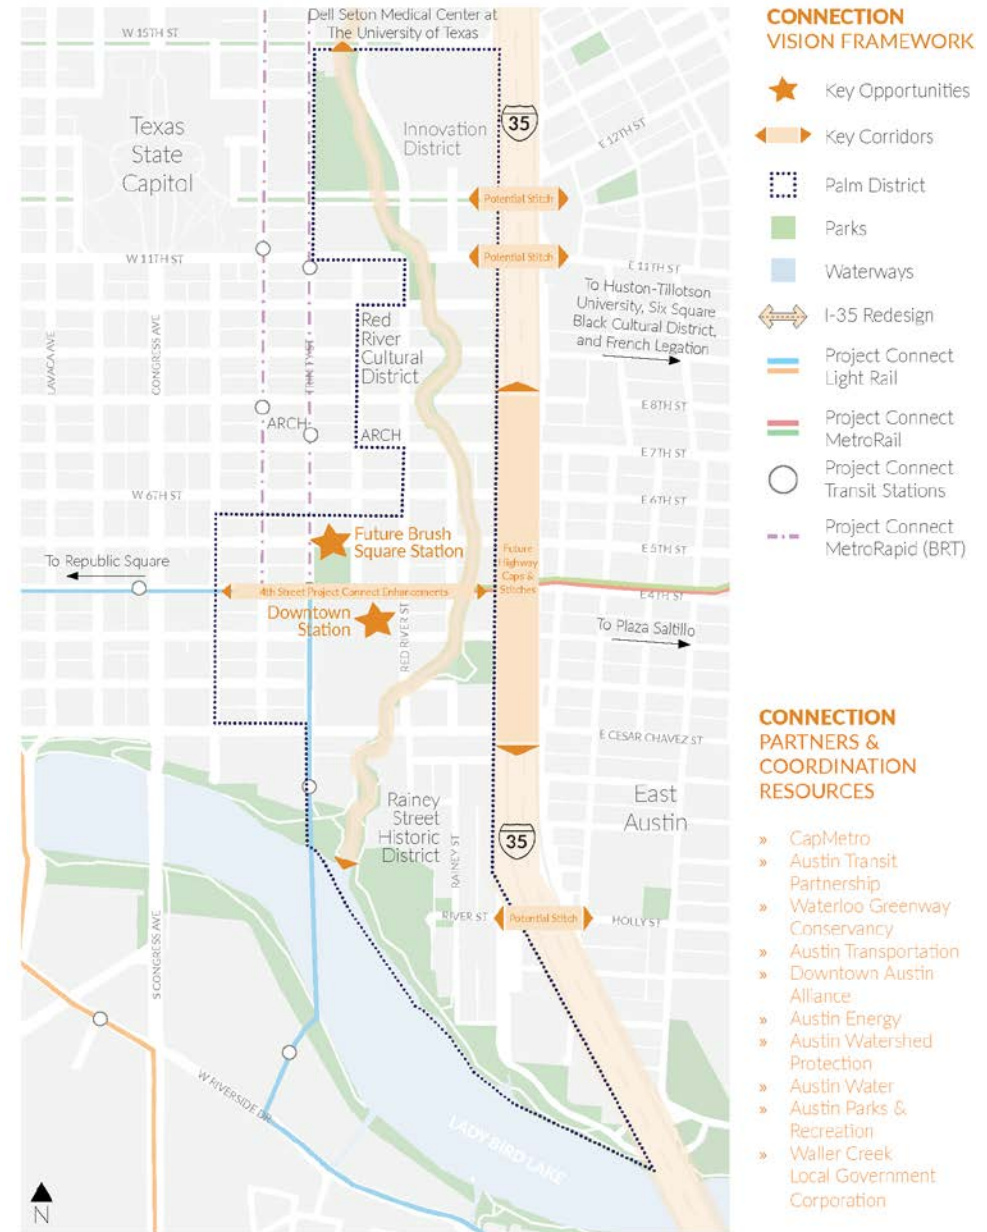 Dell Seton Medical Center at
The University of Texas
W 15TH ST
Texas
State
Capitol
Innovation
District
35
E 12TH ST
Potential Stitch
Potential Stitch
W 11TH ST
E 11TH ST
To Huston-Tillotson
University, Six Square
Black Cultural District,
and French Legation
LAVACA AVE
CONGRESS AVE
Red
River
Cultural
District
E 8TH ST
ARCH
ARCH
E 7TH ST
W 6TH ST
E 6TH ST
Future Brush
Square Station
Future
Highway
Caps &
Stitches
E 5TH ST
To Republic Square
4th Street Project Connect Enhancements
E 4TH ST
Downtown
Station
RED RIVER ST
To Plaza Saltillo
E CESAR CHAVEZ ST
Rainey
Street
Historic
District
RAINEY ST
East
Austin
35
RIVER ST
Potential Stitch
HOLLY ST
S CONGRESS AVE
W RIVERSIDE DR
LADY BIRD LAKE
N
CONNECTION
VISION FRAMEWORK
Key Opportunities
Key Corridors
Palm District
Parks
Waterways
I-35 Redesign
Project Connect
Light Rail
Project Connect
MetroRail
Project Connect
Transit Stations
Project Connect
MetroRapid (BRT)
CONNECTION
PARTNERS &
COORDINATION
RESOURCES
» CapMetro
» Austin Transit
Partnership
» Waterloo Greenway
Conservancy
» Austin Transportation
» Downtown Austin
Alliance
» Austin Energy
» Austin Watershed
Protection
» Austin Water
» Austin Parks &
Recreation
» Waller Creek
Local Government
Corporation